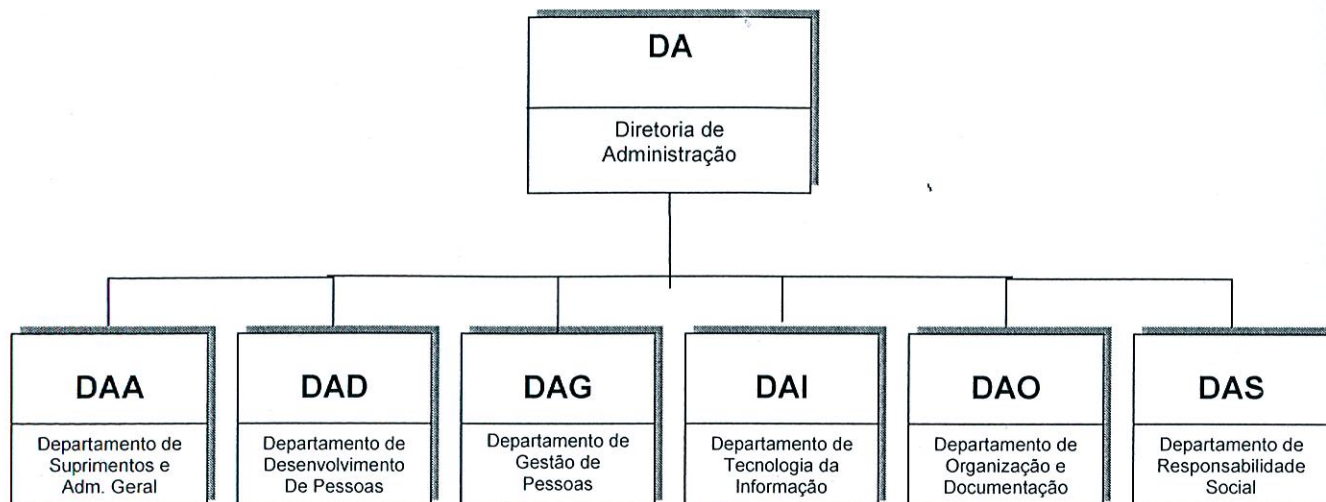 DA
Diretoria de
Administração
DAA
Departamento de
Suprimentos e
Adm. Geral
DAD
Departamento de
Desenvolvimento
De Pessoas
DAG
Departamento de
Gestão de
Pessoas
DAI
Departamento de
Tecnologia da
Informação
DAO
Departamento de
Organização e
Documentação
DAS
Departamento de
Responsabilidade
Social